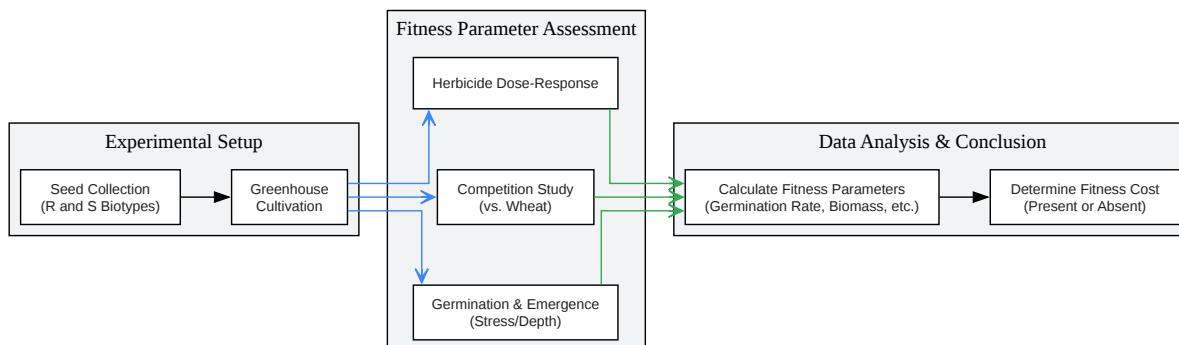 Experimental Setup
Seed Collection
(R and S Biotypes)
Greenhouse
Cultivation
Fitness Parameter Assessment
Herbicide Dose-Response
Competition Study
(vs. Wheat)
Germination & Emergence
(Stress/Depth)
Data Analysis & Conclusion
Calculate Fitness Parameters
(Germination Rate, Biomass, etc.)
Determine Fitness Cost
(Present or Absent)